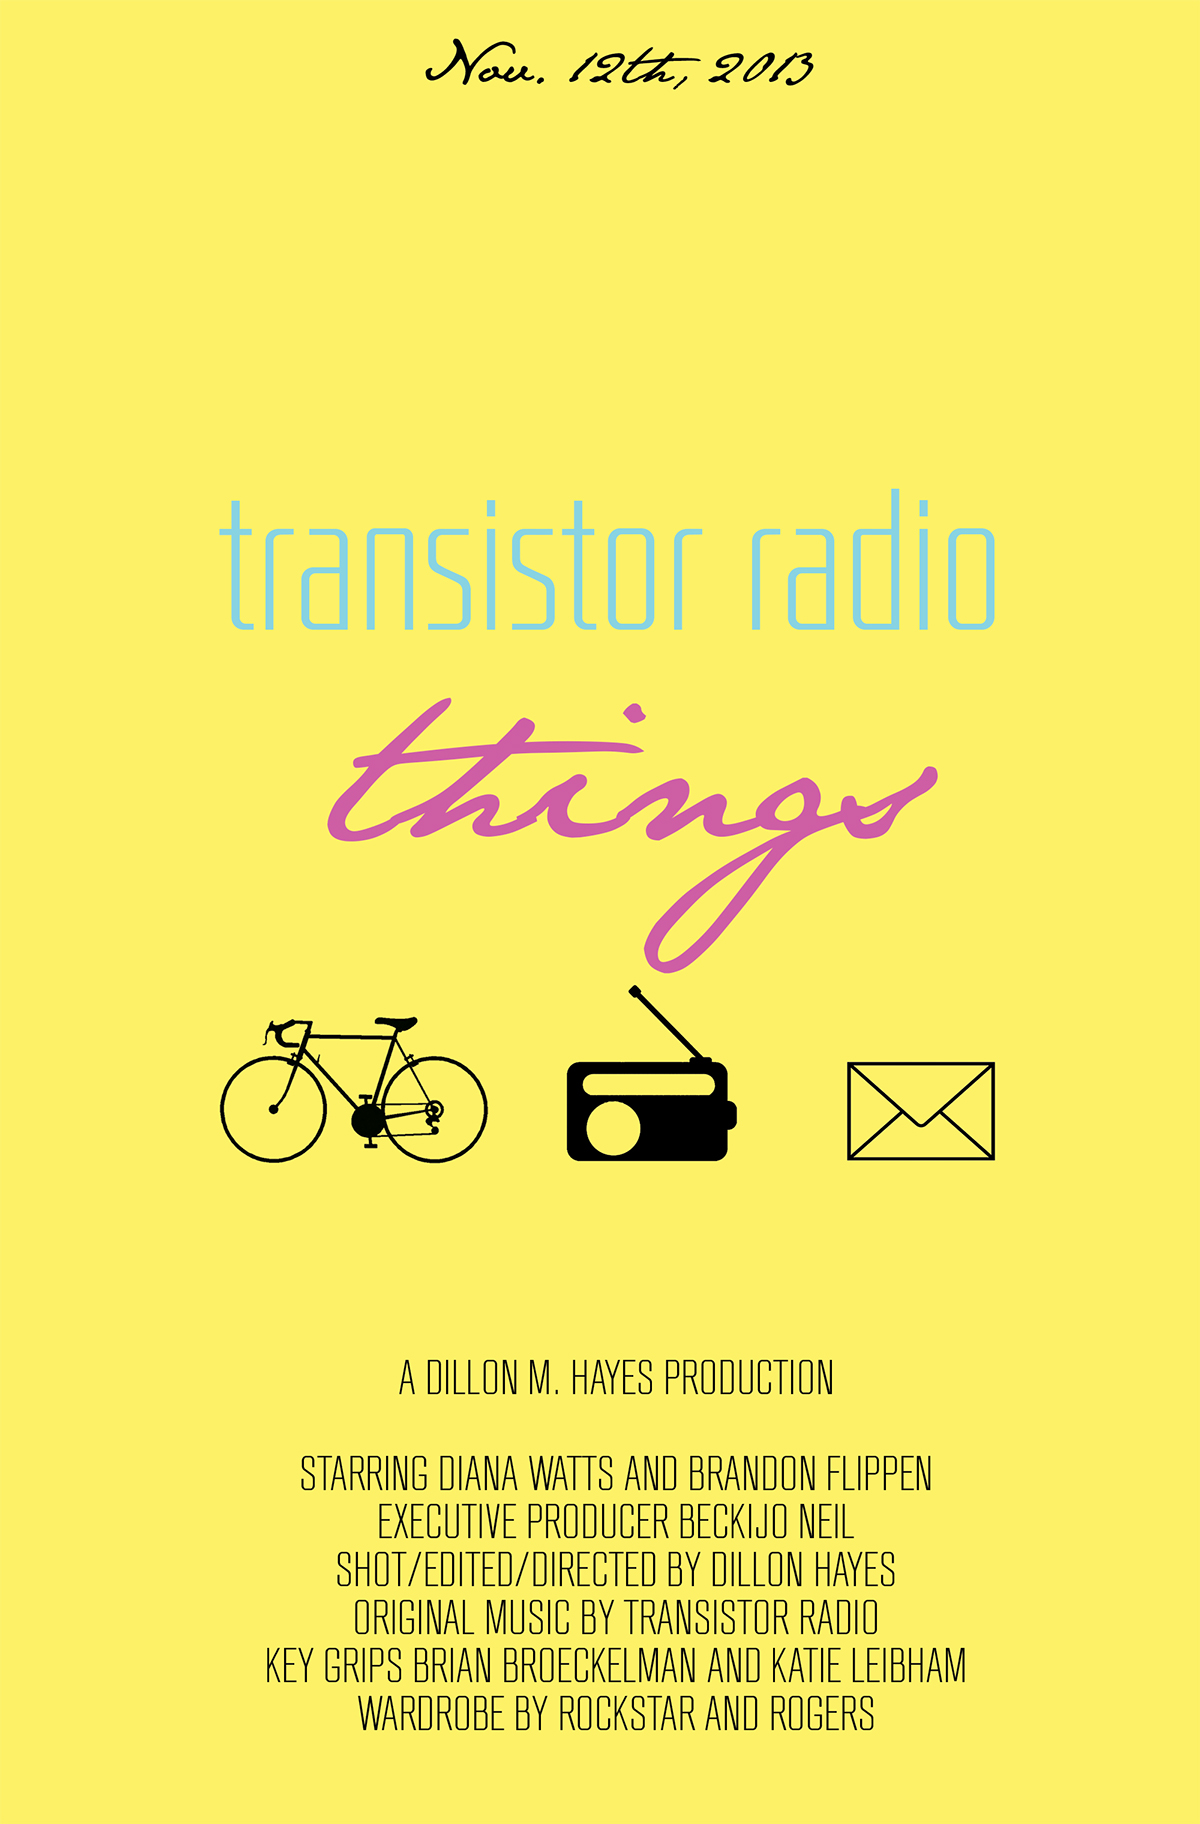 Nov. 12th, 2013
transistor radio
things
A DILLON M. HAYES PRODUCTION
STARRING DIANA WATTS AND BRANDON FLIPPEN
EXECUTIVE PRODUCER BECKIJO NEIL
SHOT/EDITED/DIRECTED BY DILLON HAYES
ORIGINAL MUSIC BY TRANSISTOR RADIO
KEY GRIPS BRIAN BROECKELMAN AND KATIE LEIBHAM
WARDROBE BY ROCKSTAR AND ROGERS